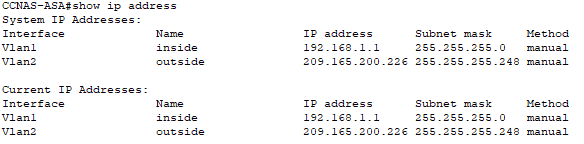 CCNAS-ASA#show ip address
System IP Addresses:
Interface Name IP address Subnet mask Method
Vlan1 inside 192.168.1.1 255.255.255.0 manual
Vlan2 outside 209.165.200.226 255.255.255.248 manual
Current IP Addresses:
Interface Name IP address Subnet mask Method
Vlan1 inside 192.168.1.1 255.255.255.0 manual
Vlan2 outside 209.165.200.226 255.255.255.248 manual